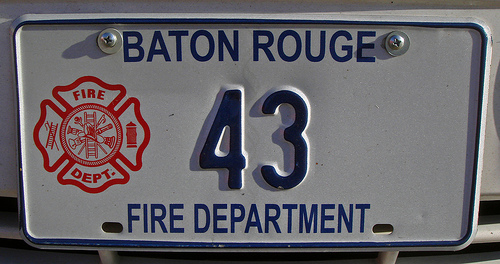 BATON ROUGE
FIRE
DEPT.
43
FIRE DEPARTMENT